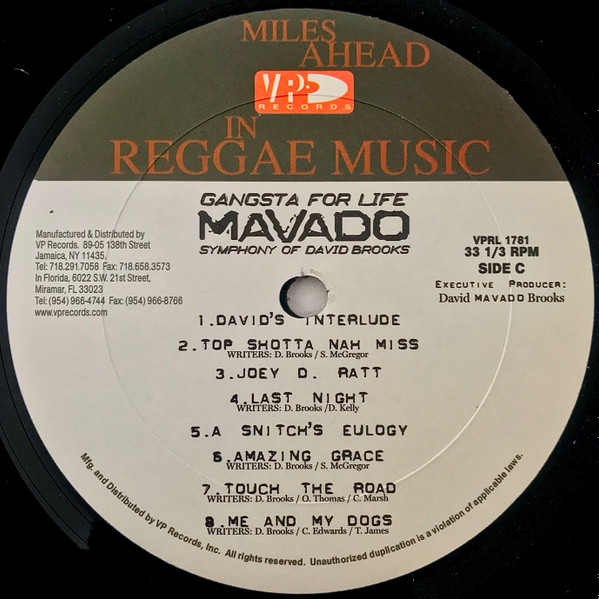 MILES
AHEAD
VP
RECORDS
IN
REGGAE MUSIC
GANGSTA FOR LIFE
MAVADO
SYMPHONY OF DAVID BROOKS
Manufactured & Distributed by
VP Records. 89-05 138th Street
Jamaica, NY 11435.
Tel: 718.291.7058 Fax: 718.658.3573
In Florida, 6022 S.W. 21st Street,
Miramar, FL 33023
Tel: (954) 966-4744 Fax: (954) 966-8766
www.vprecords.com
VPRL 1781
33 1/3 RPM
SIDE C
EXECUTIVE PRODUCER:
David MAVADO Brooks
1.DAVID'S INTERLUDE
2.TOP SHOTTA NAH MISS
WRITERS: D. Brooks / S. McGregor
3.JOEY D. RATT
4.LAST NIGHT
WRITERS: D. Brooks /D. Kelly
5.A SNITCH'S EULOGY
6.AMAZING GRACE
WRITERS: D. Brooks / S. McGregor
7.TOUCH THE ROAD
WRITERS: D. Brooks / O. Thomas / C. Marsh
8.ME AND MY DOGS
WRITERS: D. Brooks / C. Edwards / T. James
Mfg. and Distributed by VP Records, Inc. All rights reserved. Unauthorized duplication is a violation of applicable laws.